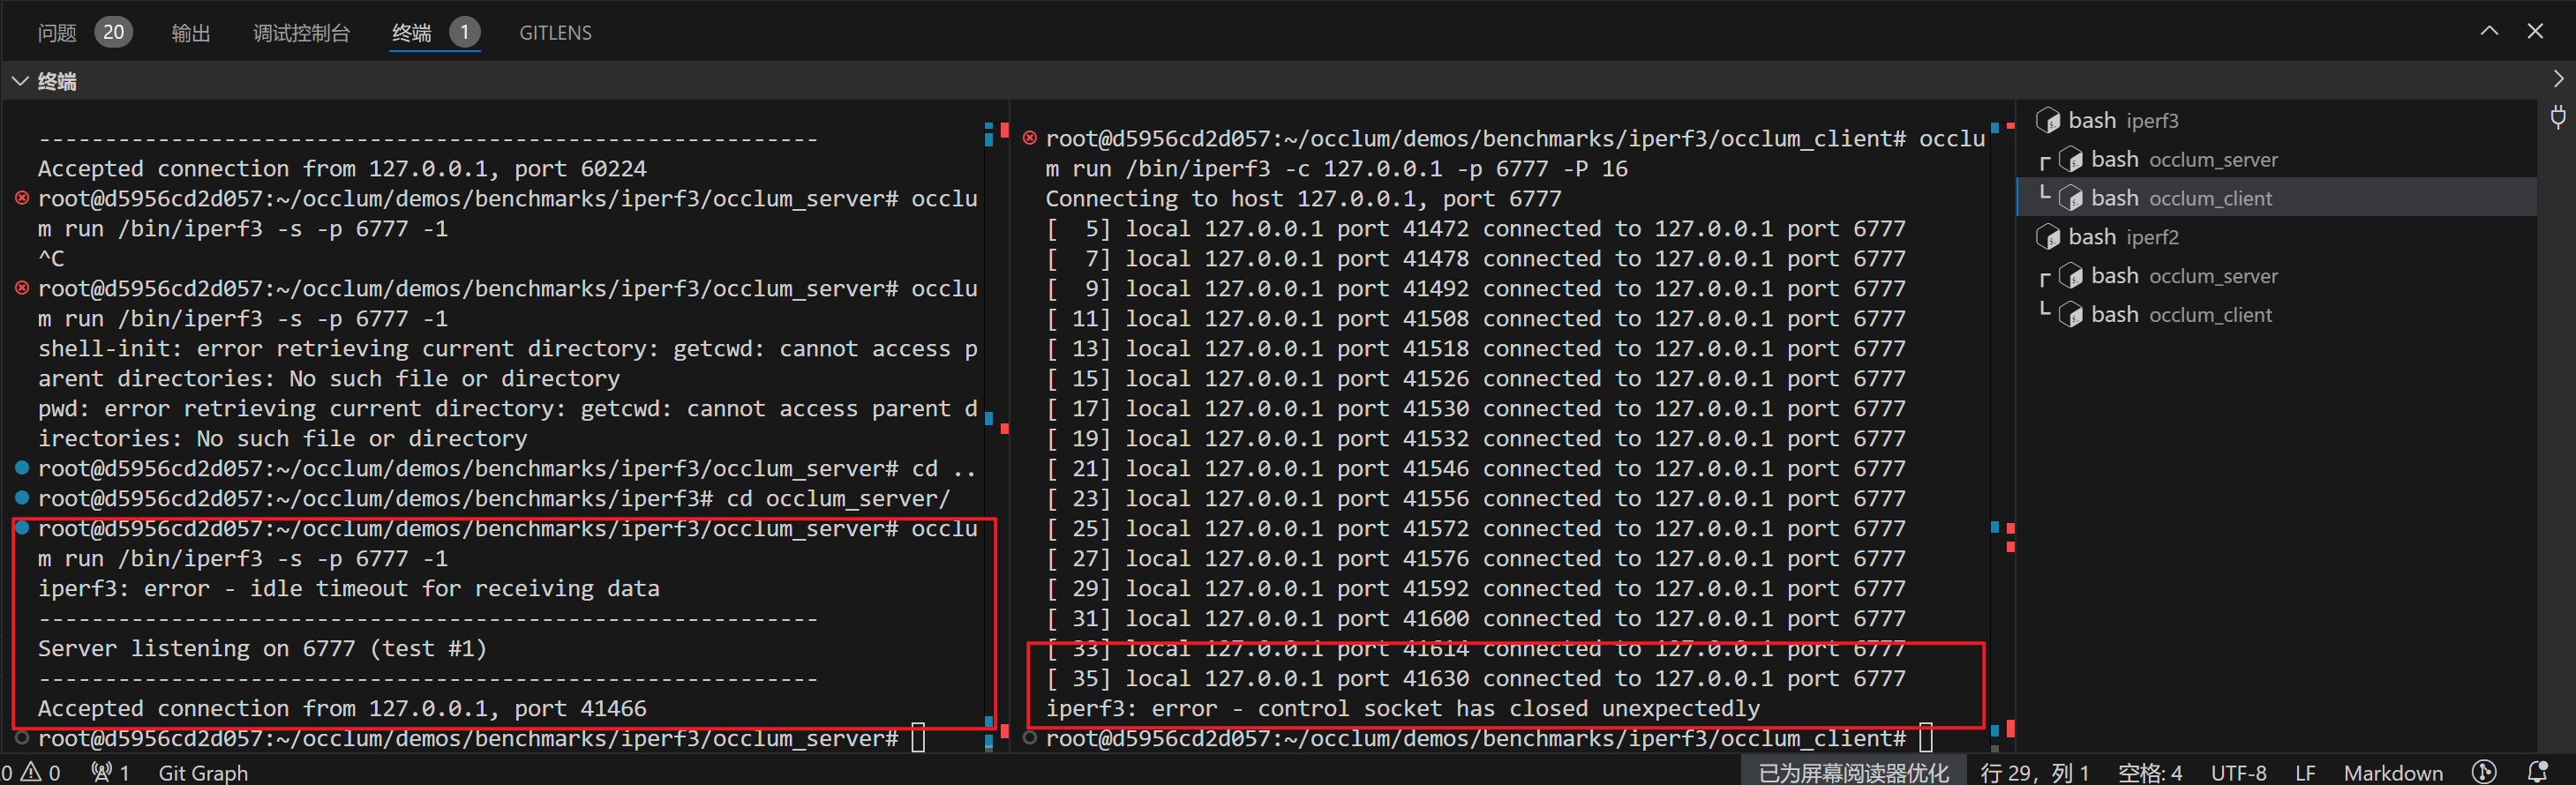 问题 20 输出 调试控制台 终端 1 GITLENS
终端
-----------------------------------------------------------
Accepted connection from 127.0.0.1, port 60224
root@d5956cd2d057:~/occlum/demos/benchmarks/iperf3/occlum_server# occlu
m run /bin/iperf3 -s -p 6777 -1
^C
root@d5956cd2d057:~/occlum/demos/benchmarks/iperf3/occlum_server# occlu
m run /bin/iperf3 -s -p 6777 -1
shell-init: error retrieving current directory: getcwd: cannot access p
arent directories: No such file or directory
pwd: error retrieving current directory: getcwd: cannot access parent d
irectories: No such file or directory
root@d5956cd2d057:~/occlum/demos/benchmarks/iperf3/occlum_server# cd ..
root@d5956cd2d057:~/occlum/demos/benchmarks/iperf3# cd occlum_server/
root@d5956cd2d057:~/occlum/demos/benchmarks/iperf3/occlum_server# occlu
m run /bin/iperf3 -s -p 6777 -1
iperf3: error - idle timeout for receiving data
-----------------------------------------------------------
Server listening on 6777 (test #1)
-----------------------------------------------------------
Accepted connection from 127.0.0.1, port 41466
root@d5956cd2d057:~/occlum/demos/benchmarks/iperf3/occlum_server#
root@d5956cd2d057:~/occlum/demos/benchmarks/iperf3/occlum_client# occlu
m run /bin/iperf3 -c 127.0.0.1 -p 6777 -P 16
Connecting to host 127.0.0.1, port 6777
[  5] local 127.0.0.1 port 41472 connected to 127.0.0.1 port 6777
[  7] local 127.0.0.1 port 41478 connected to 127.0.0.1 port 6777
[  9] local 127.0.0.1 port 41492 connected to 127.0.0.1 port 6777
[ 11] local 127.0.0.1 port 41508 connected to 127.0.0.1 port 6777
[ 13] local 127.0.0.1 port 41518 connected to 127.0.0.1 port 6777
[ 15] local 127.0.0.1 port 41526 connected to 127.0.0.1 port 6777
[ 17] local 127.0.0.1 port 41530 connected to 127.0.0.1 port 6777
[ 19] local 127.0.0.1 port 41532 connected to 127.0.0.1 port 6777
[ 21] local 127.0.0.1 port 41546 connected to 127.0.0.1 port 6777
[ 23] local 127.0.0.1 port 41556 connected to 127.0.0.1 port 6777
[ 25] local 127.0.0.1 port 41572 connected to 127.0.0.1 port 6777
[ 27] local 127.0.0.1 port 41576 connected to 127.0.0.1 port 6777
[ 29] local 127.0.0.1 port 41592 connected to 127.0.0.1 port 6777
[ 31] local 127.0.0.1 port 41600 connected to 127.0.0.1 port 6777
[ 33] local 127.0.0.1 port 41614 connected to 127.0.0.1 port 6777
[ 35] local 127.0.0.1 port 41630 connected to 127.0.0.1 port 6777
iperf3: error - control socket has closed unexpectedly
root@d5956cd2d057:~/occlum/demos/benchmarks/iperf3/occlum_client#
bash iperf3
bash occlum_server
bash occlum_client
bash iperf2
bash occlum_server
bash occlum_client
0 0 1 Git Graph 已为屏幕阅读器优化 行 29，列 1 空格: 4 UTF-8 LF Markdown